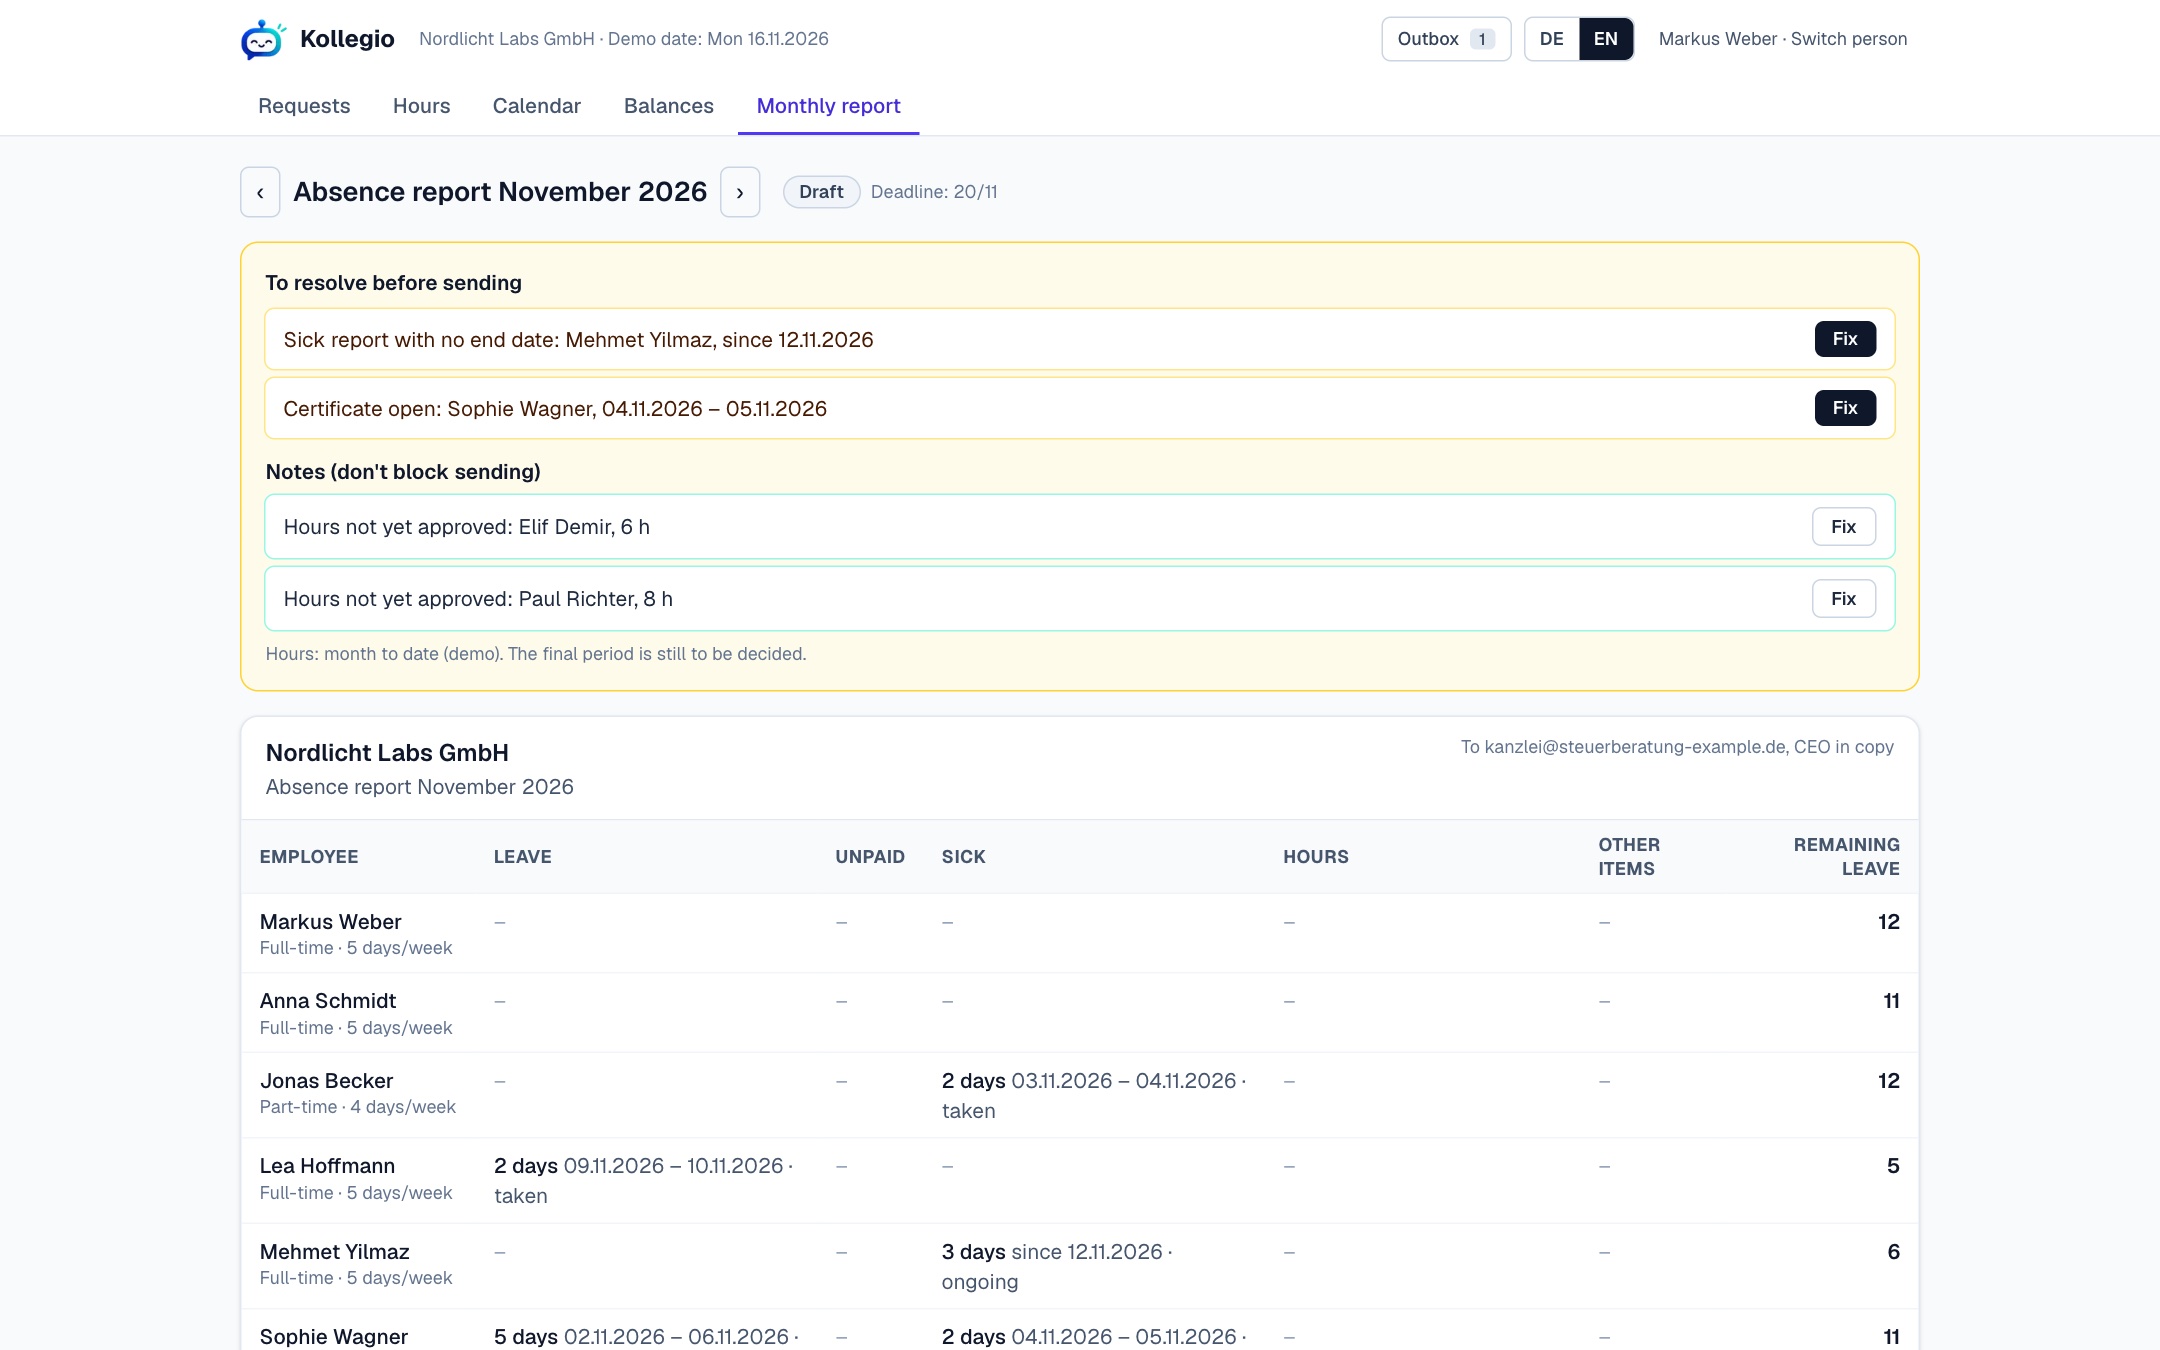 Kollegio
Nordlicht Labs GmbH · Demo date: Mon 16.11.2026
Outbox 1
DE EN
Markus Weber · Switch person
Requests Hours Calendar Balances Monthly report
‹ Absence report November 2026 › Draft Deadline: 20/11
To resolve before sending
Sick report with no end date: Mehmet Yilmaz, since 12.11.2026 Fix
Certificate open: Sophie Wagner, 04.11.2026 – 05.11.2026 Fix
Notes (don't block sending)
Hours not yet approved: Elif Demir, 6 h Fix
Hours not yet approved: Paul Richter, 8 h Fix
Hours: month to date (demo). The final period is still to be decided.
Nordlicht Labs GmbH
To kanzlei@steuerberatung-example.de, CEO in copy
Absence report November 2026
EMPLOYEE LEAVE UNPAID SICK HOURS OTHER ITEMS REMAINING LEAVE
Markus Weber – – – – – 12
Full-time · 5 days/week
Anna Schmidt – – – – – 11
Full-time · 5 days/week
Jonas Becker – – 2 days 03.11.2026 – 04.11.2026 · – – 12
Part-time · 4 days/week taken
Lea Hoffmann 2 days 09.11.2026 – 10.11.2026 · – – – – 5
Full-time · 5 days/week taken
Mehmet Yilmaz – – 3 days since 12.11.2026 · – – 6
Full-time · 5 days/week ongoing
Sophie Wagner 5 days 02.11.2026 – 06.11.2026 · – 2 days 04.11.2026 – 05.11.2026 · – – 11